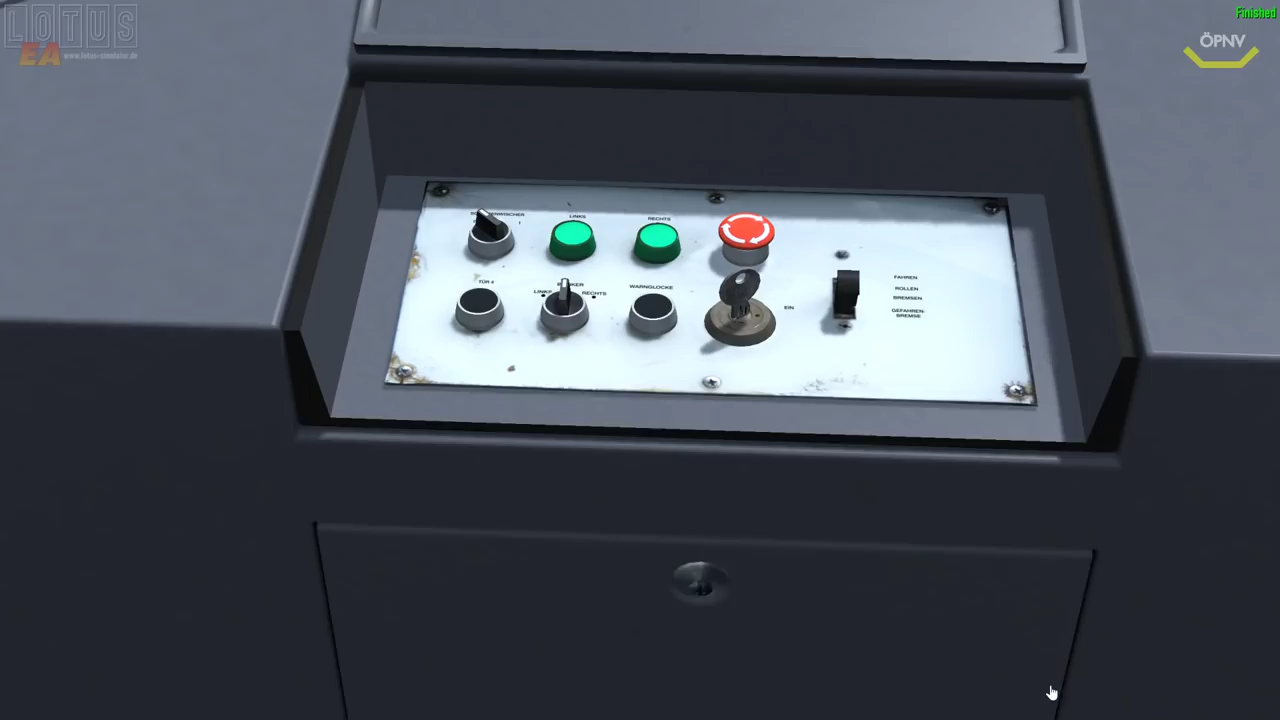 LOTUS
EA www.lotus-simulator.de
Finished
ÖPNV
LINKS
RECHTS
TÜR 4
LINKS
RECHTS
WARNGLOCKE
EIN
FAHREN
ROLLEN
BREMSEN
GEFAHREN-
BREMSE